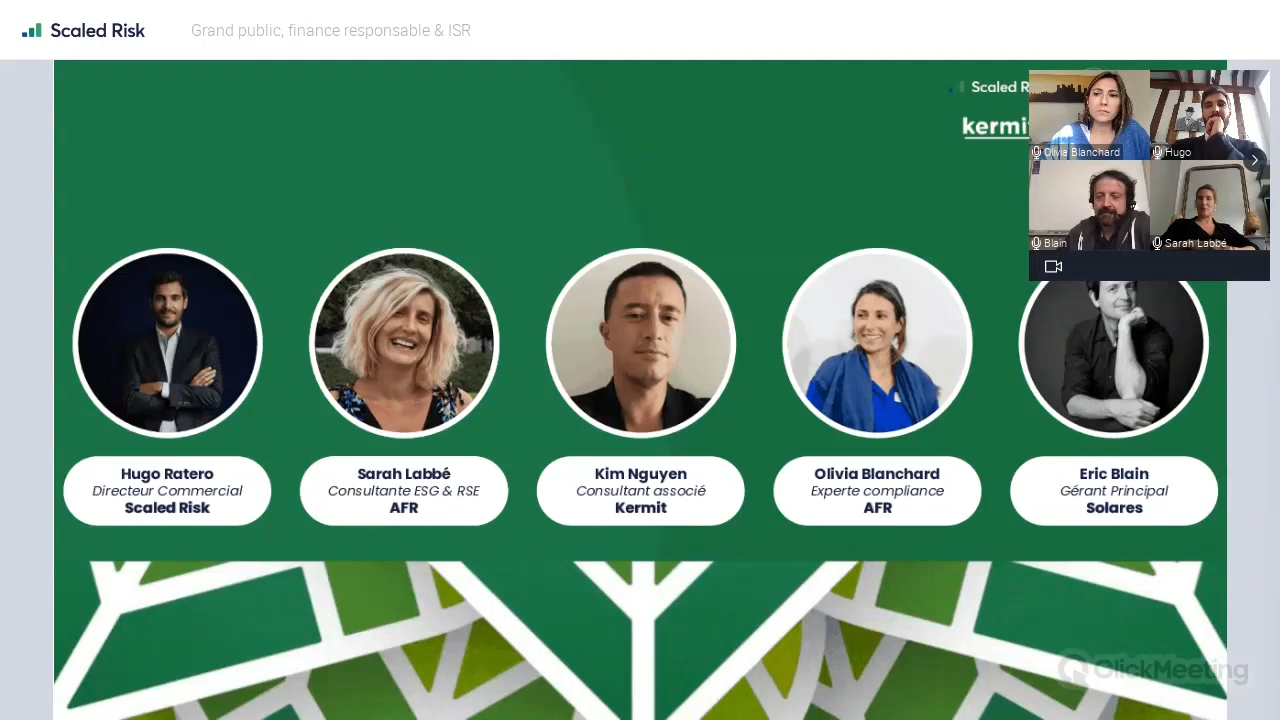 Scaled Risk
Grand public, finance responsable & ISR
Scaled
kermit
Olivia Blanchard
Hugo
Blain
Sarah Labbé
Hugo Ratero
Directeur Commercial
Scaled Risk
Sarah Labbé
Consultante ESG & RSE
AFR
Kim Nguyen
Consultant associé
Kermit
Olivia Blanchard
Experte compliance
AFR
Eric Blain
Gérant Principal
Solares
ClickMeeting